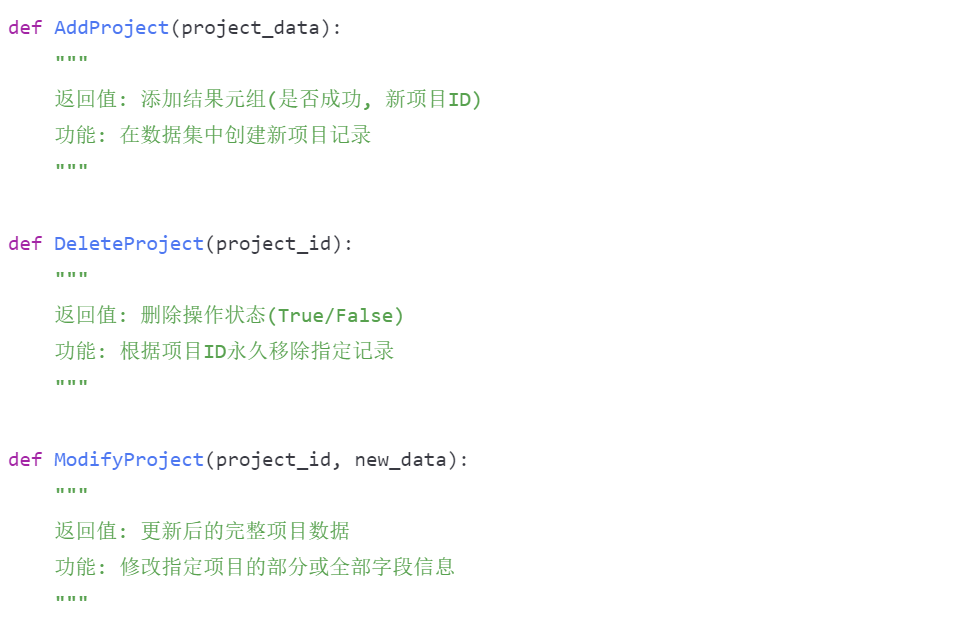 def AddProject(project_data):
    """
    返回值: 添加结果元组(是否成功, 新项目ID)
    功能: 在数据集中创建新项目记录
    """
def DeleteProject(project_id):
    """
    返回值: 删除操作状态(True/False)
    功能: 根据项目ID永久移除指定记录
    """
def ModifyProject(project_id, new_data):
    """
    返回值: 更新后的完整项目数据
    功能: 修改指定项目的部分或全部字段信息
    """